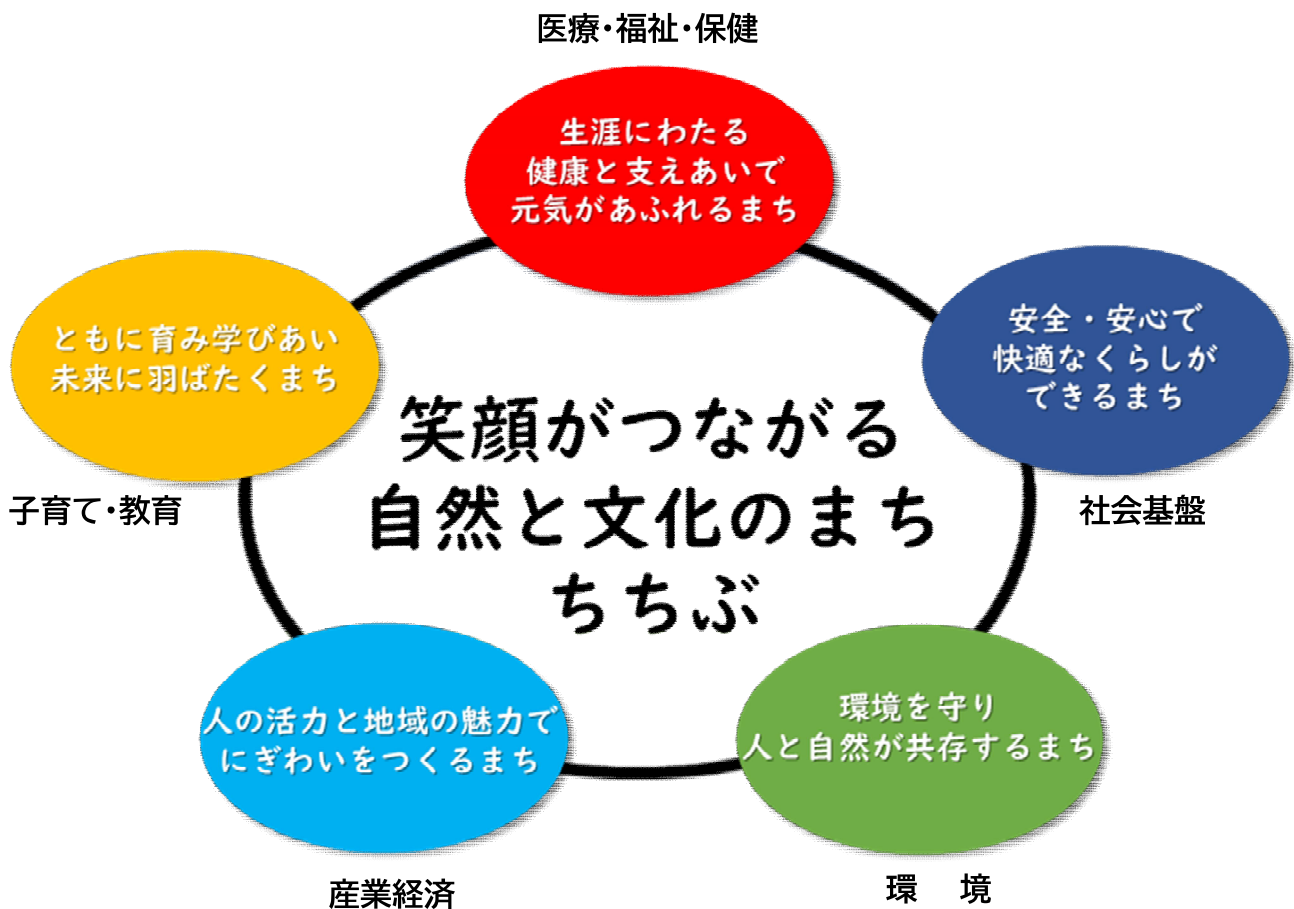 医療・福祉・保健
生涯にわたる
健康と支えあいで
元気があふれるまち
ともに育み学びあい
未来に羽ばたくまち
子育て・教育
安全・安心で
快適なくらしが
できるまち
社会基盤
笑顔がつながる
自然と文化のまち
ちちぶ
人の活力と地域の魅力で
にぎわいをつくるまち
産業経済
環境を守り
人と自然が共存するまち
環　境